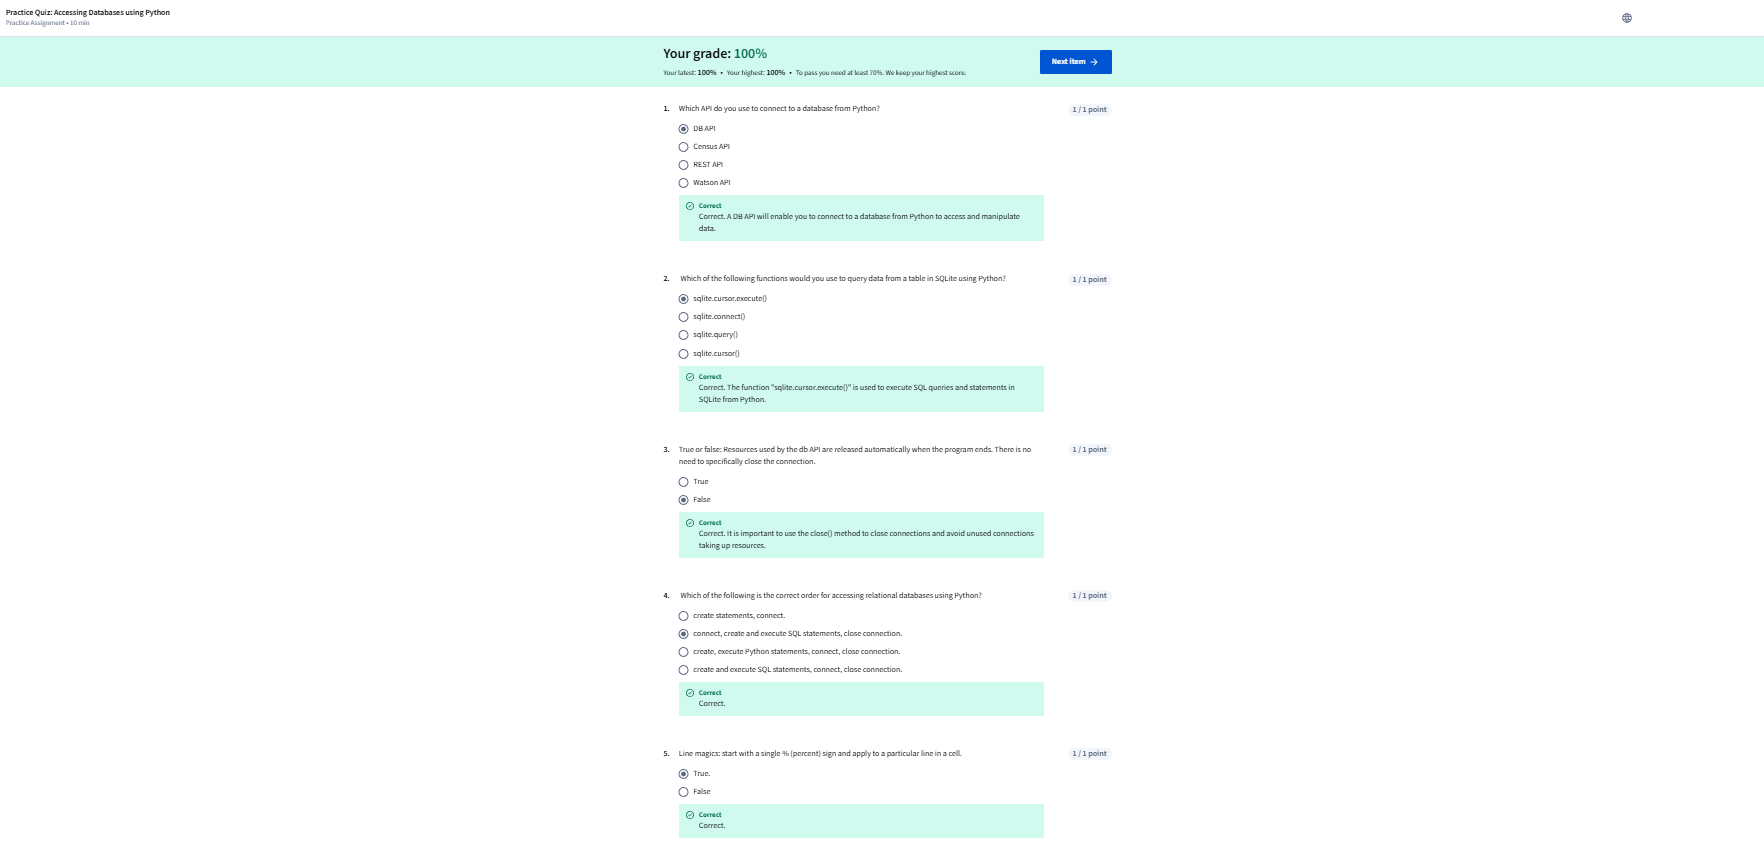 Practice Quiz: Accessing Databases using Python
Practice Assignment • 10 min
Your grade: 100%
Your latest: 100% • Your highest: 100% • To pass you need at least 70%. We keep your highest score.
Next item →
1. Which API do you use to connect to a database from Python?
1 / 1 point
DB API
Census API
REST API
Watson API
Correct
Correct. A DB API will enable you to connect to a database from Python to access and manipulate
data.
2. Which of the following functions would you use to query data from a table in SQLite using Python?
1 / 1 point
sqlite.cursor.execute()
sqlite.connect()
sqlite.query()
sqlite.cursor()
Correct
Correct. The function "sqlite.cursor.execute()" is used to execute SQL queries and statements in
SQLite from Python.
3. True or false: Resources used by the db API are released automatically when the program ends. There is no
need to specifically close the connection.
1 / 1 point
True
False
Correct
Correct. It is important to use the close() method to close connections and avoid unused connections
taking up resources.
4. Which of the following is the correct order for accessing relational databases using Python?
1 / 1 point
create statements, connect.
connect, create and execute SQL statements, close connection.
create, execute Python statements, connect, close connection.
create and execute SQL statements, connect, close connection.
Correct
Correct.
5. Line magics: start with a single % (percent) sign and apply to a particular line in a cell.
1 / 1 point
True.
False
Correct
Correct.